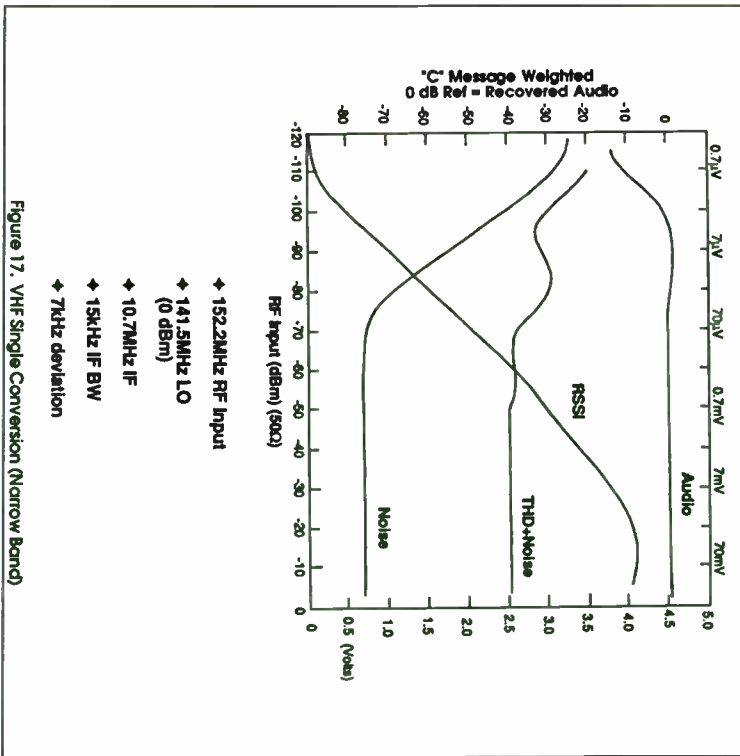 0.7µV 7µV 70µV 0.7mV 7mV 70mV
"C" Message Weighted
0 dB Ref = Recovered Audio
0
-10
-20
-30
-40
-50
-60
-70
-80
5.0
4.5
4.0
3.5
3.0
2.5
2.0
1.5
1.0
0.5 (Volts)
0
Audio
RSSI
THD+Noise
Noise
-120 -110 -100 -90 -80 -70 -60 -50 -40 -30 -20 -10 0
RF Input (dBm) (50Ω)
152.2MHz RF Input
141.5MHz LO
(0 dBm)
10.7MHz IF
15kHz IF BW
7kHz deviation
Figure 17. VHF Single Conversion (Narrow Band)